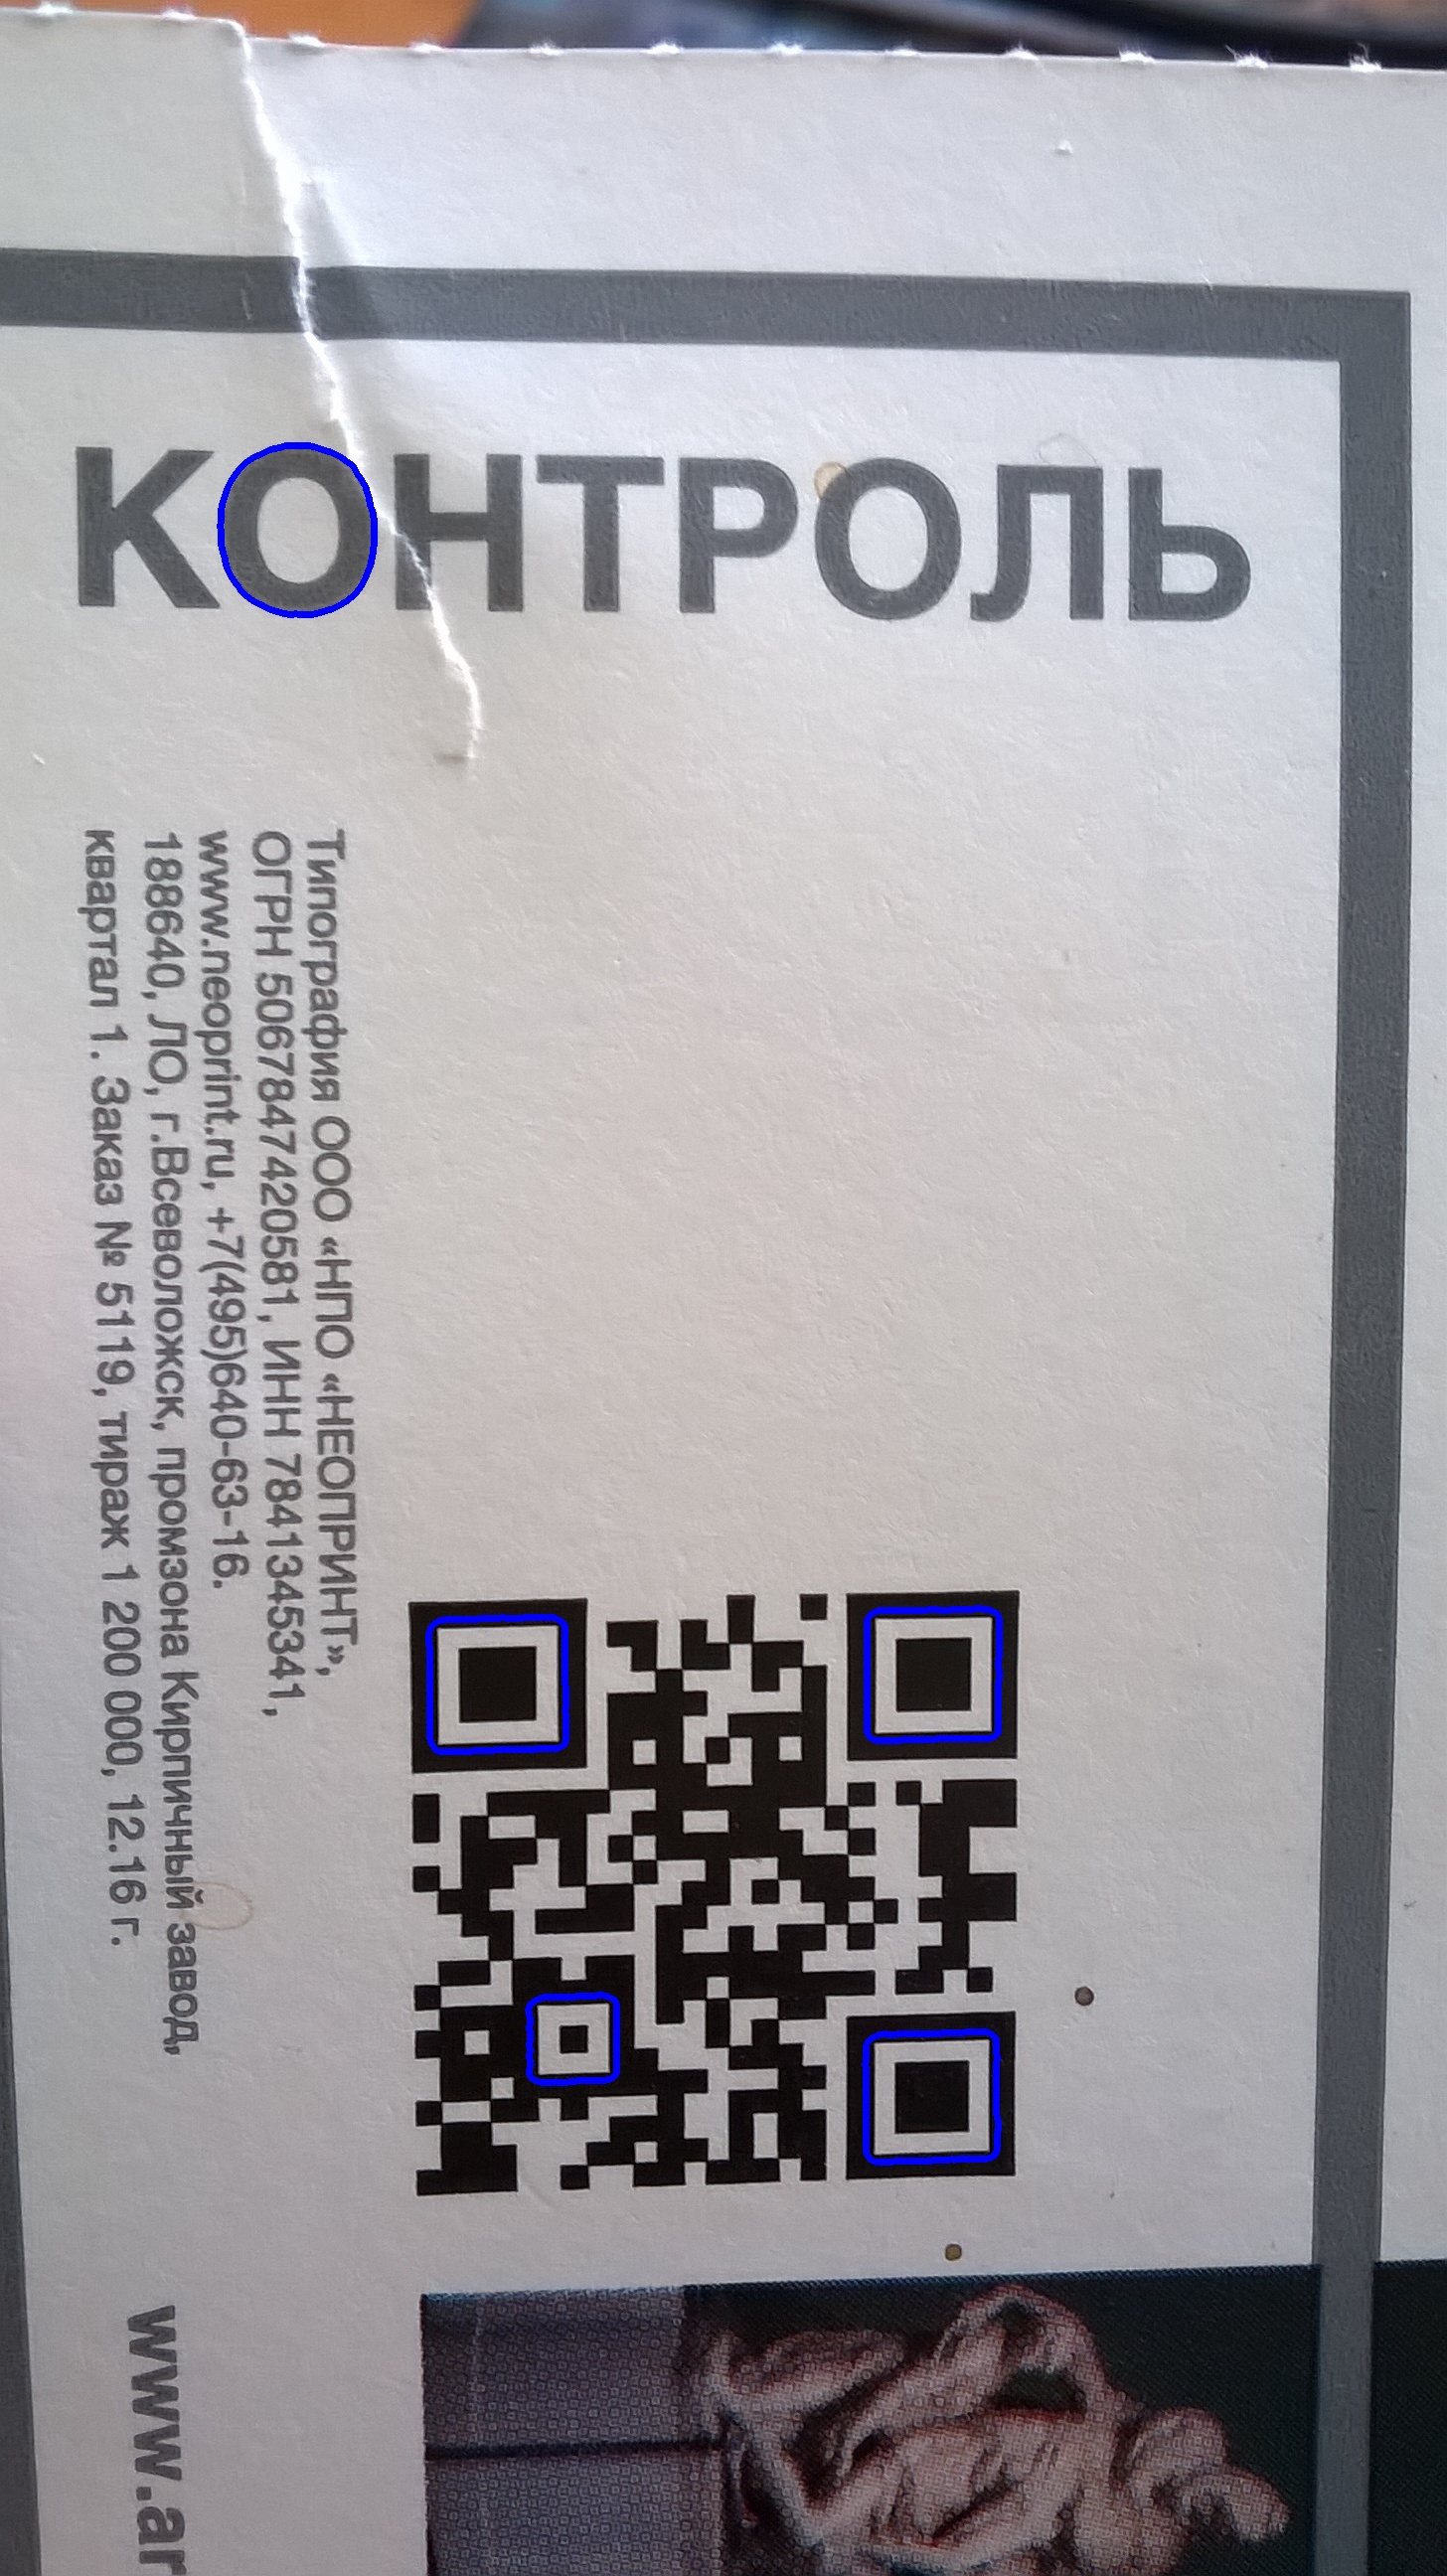 КОНТРОЛЬ
Типография ООО «НПО «НЕОПРИНТ»,
ОГРН 5067847420581, ИНН 7841345341,
www.neoprint.ru, +7(495)640-63-16.
188640, ЛО, г.Всеволожск, промзона Кирпичный завод,
квартал 1. Заказ № 5119, тираж 1 200 000, 12.16 г.
www.ar